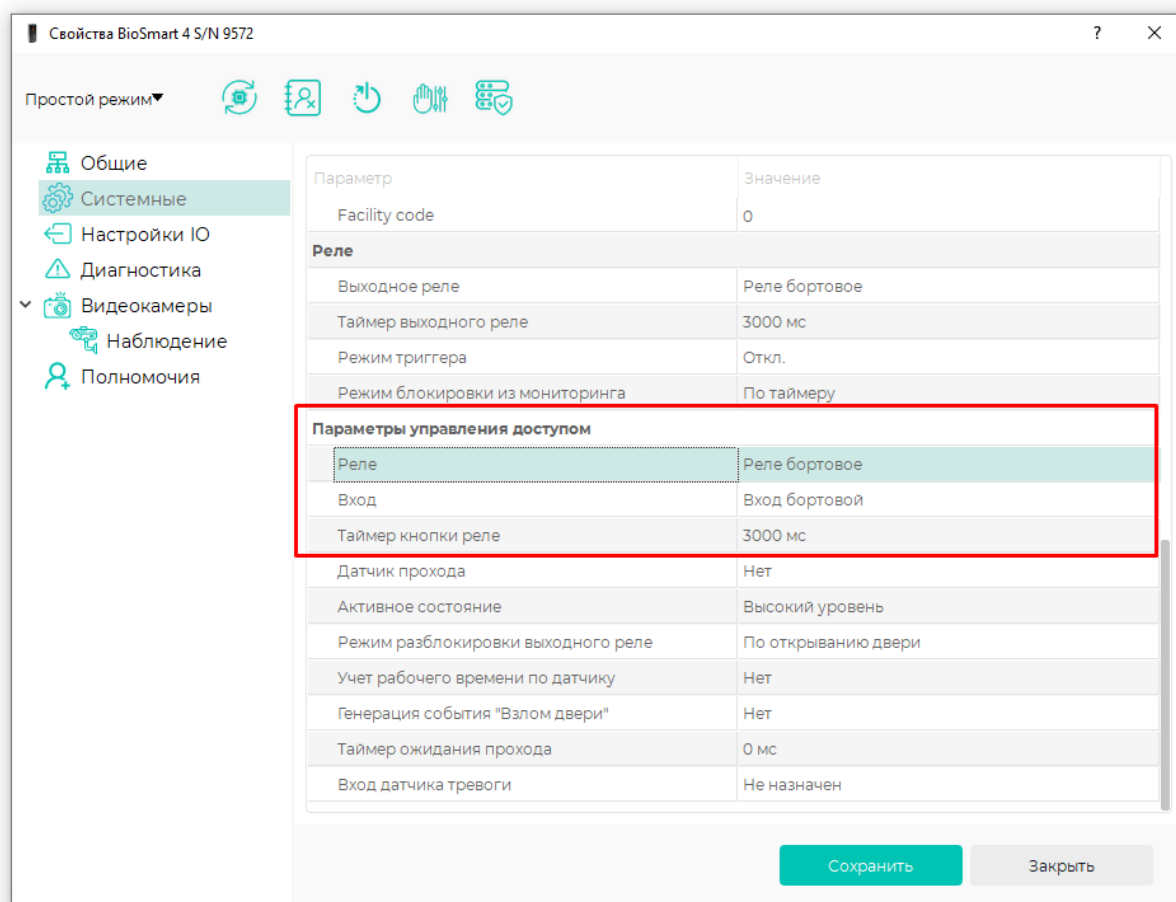 Свойства BioSmart 4 S/N 9572 ?
Простой режим
Общие
Системные
Настройки IO
Диагностика
Видеокамеры
Наблюдение
Полномочия
Параметр Значение
Facility code 0
Реле
Выходное реле Реле бортовое
Таймер выходного реле 3000 мс
Режим триггера Откл.
Режим блокировки из мониторинга По таймеру
Параметры управления доступом
Реле Реле бортовое
Вход Вход бортовой
Таймер кнопки реле 3000 мс
Датчик прохода Нет
Активное состояние Высокий уровень
Режим разблокировки выходного реле По открыванию двери
Учет рабочего времени по датчику Нет
Генерация события "Взлом двери" Нет
Таймер ожидания прохода 0 мс
Вход датчика тревоги Не назначен
Сохранить Закрыть